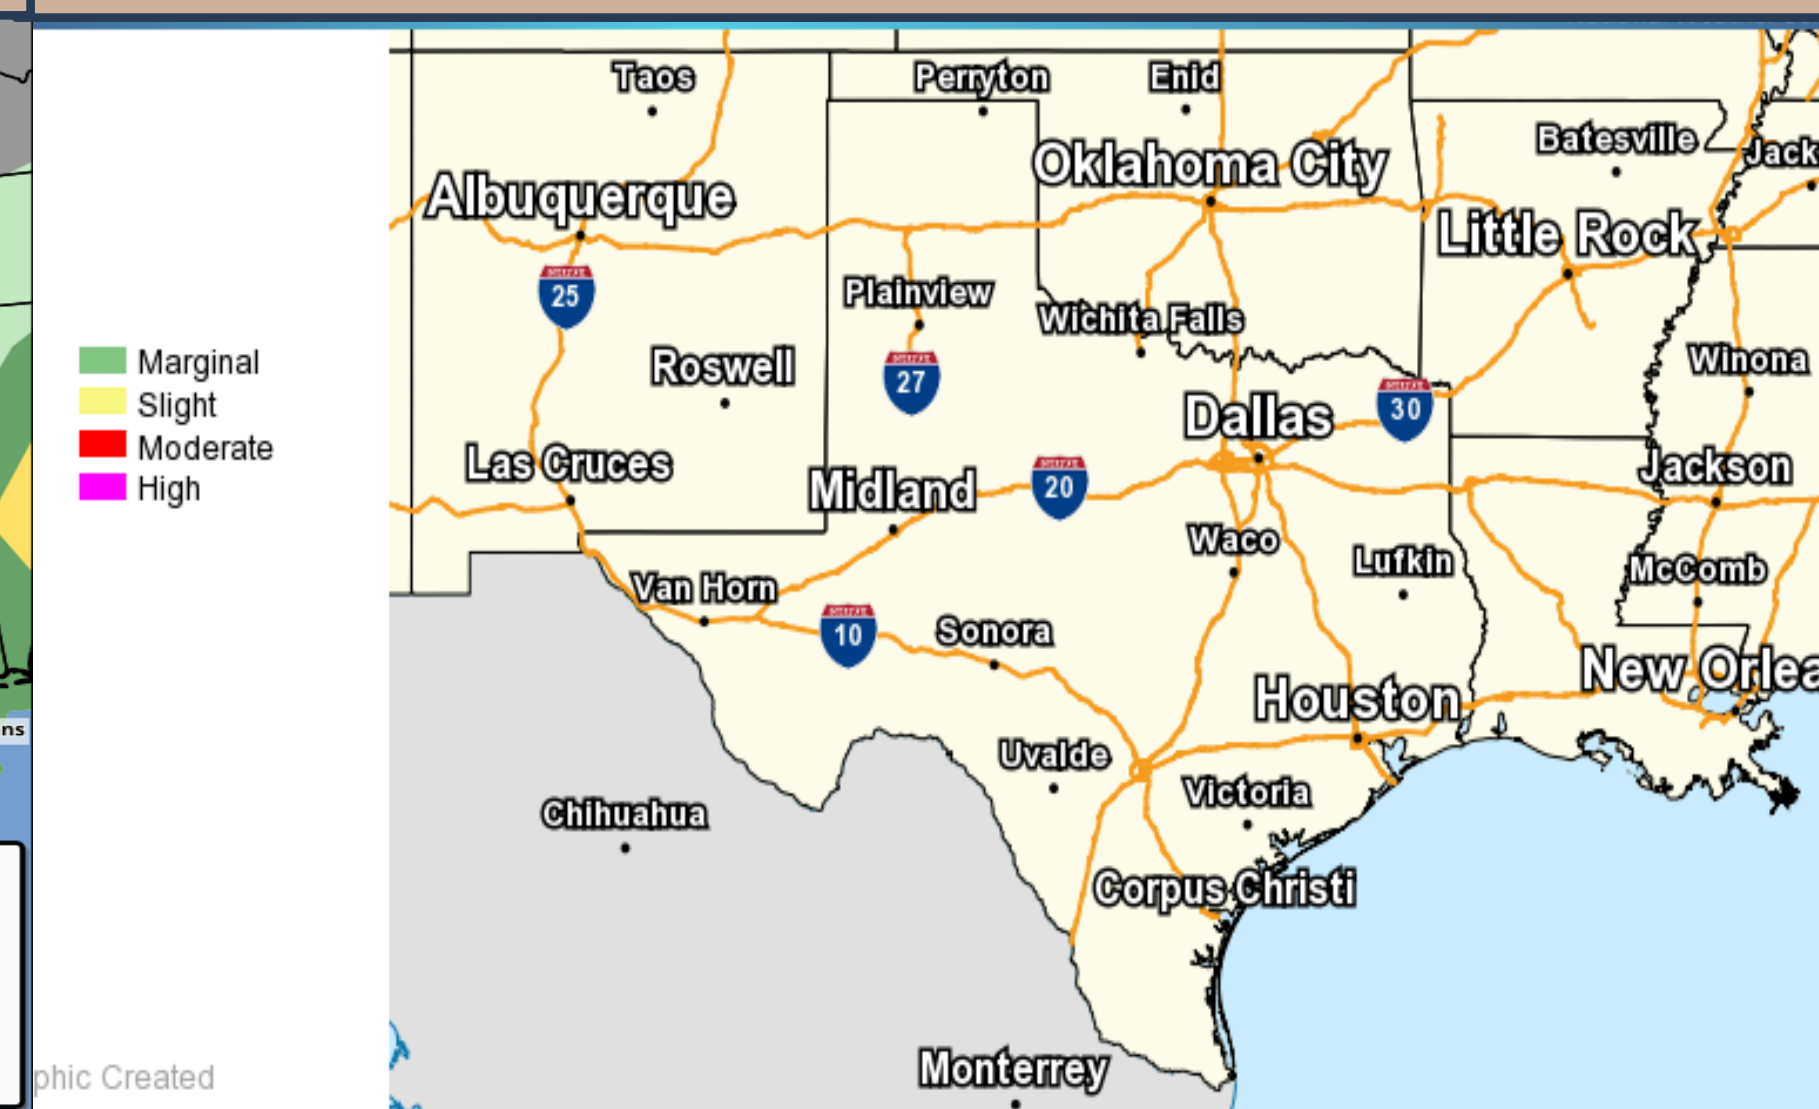 Taos
Perryton
Enid
Batesville
Jack
Oklahoma City
Albuquerque
Little Rock
25
Plainview
Wichita Falls
Winona
Marginal
Roswell
27
30
Slight
Dallas
Moderate
Las Cruces
Jackson
High
Midland
20
Waco
Lufkin
McComb
Van Horn
10
Sonora
New Orlea
Houston
ns
Uvalde
Victoria
Chihuahua
Corpus Christi
Monterrey
phic Created